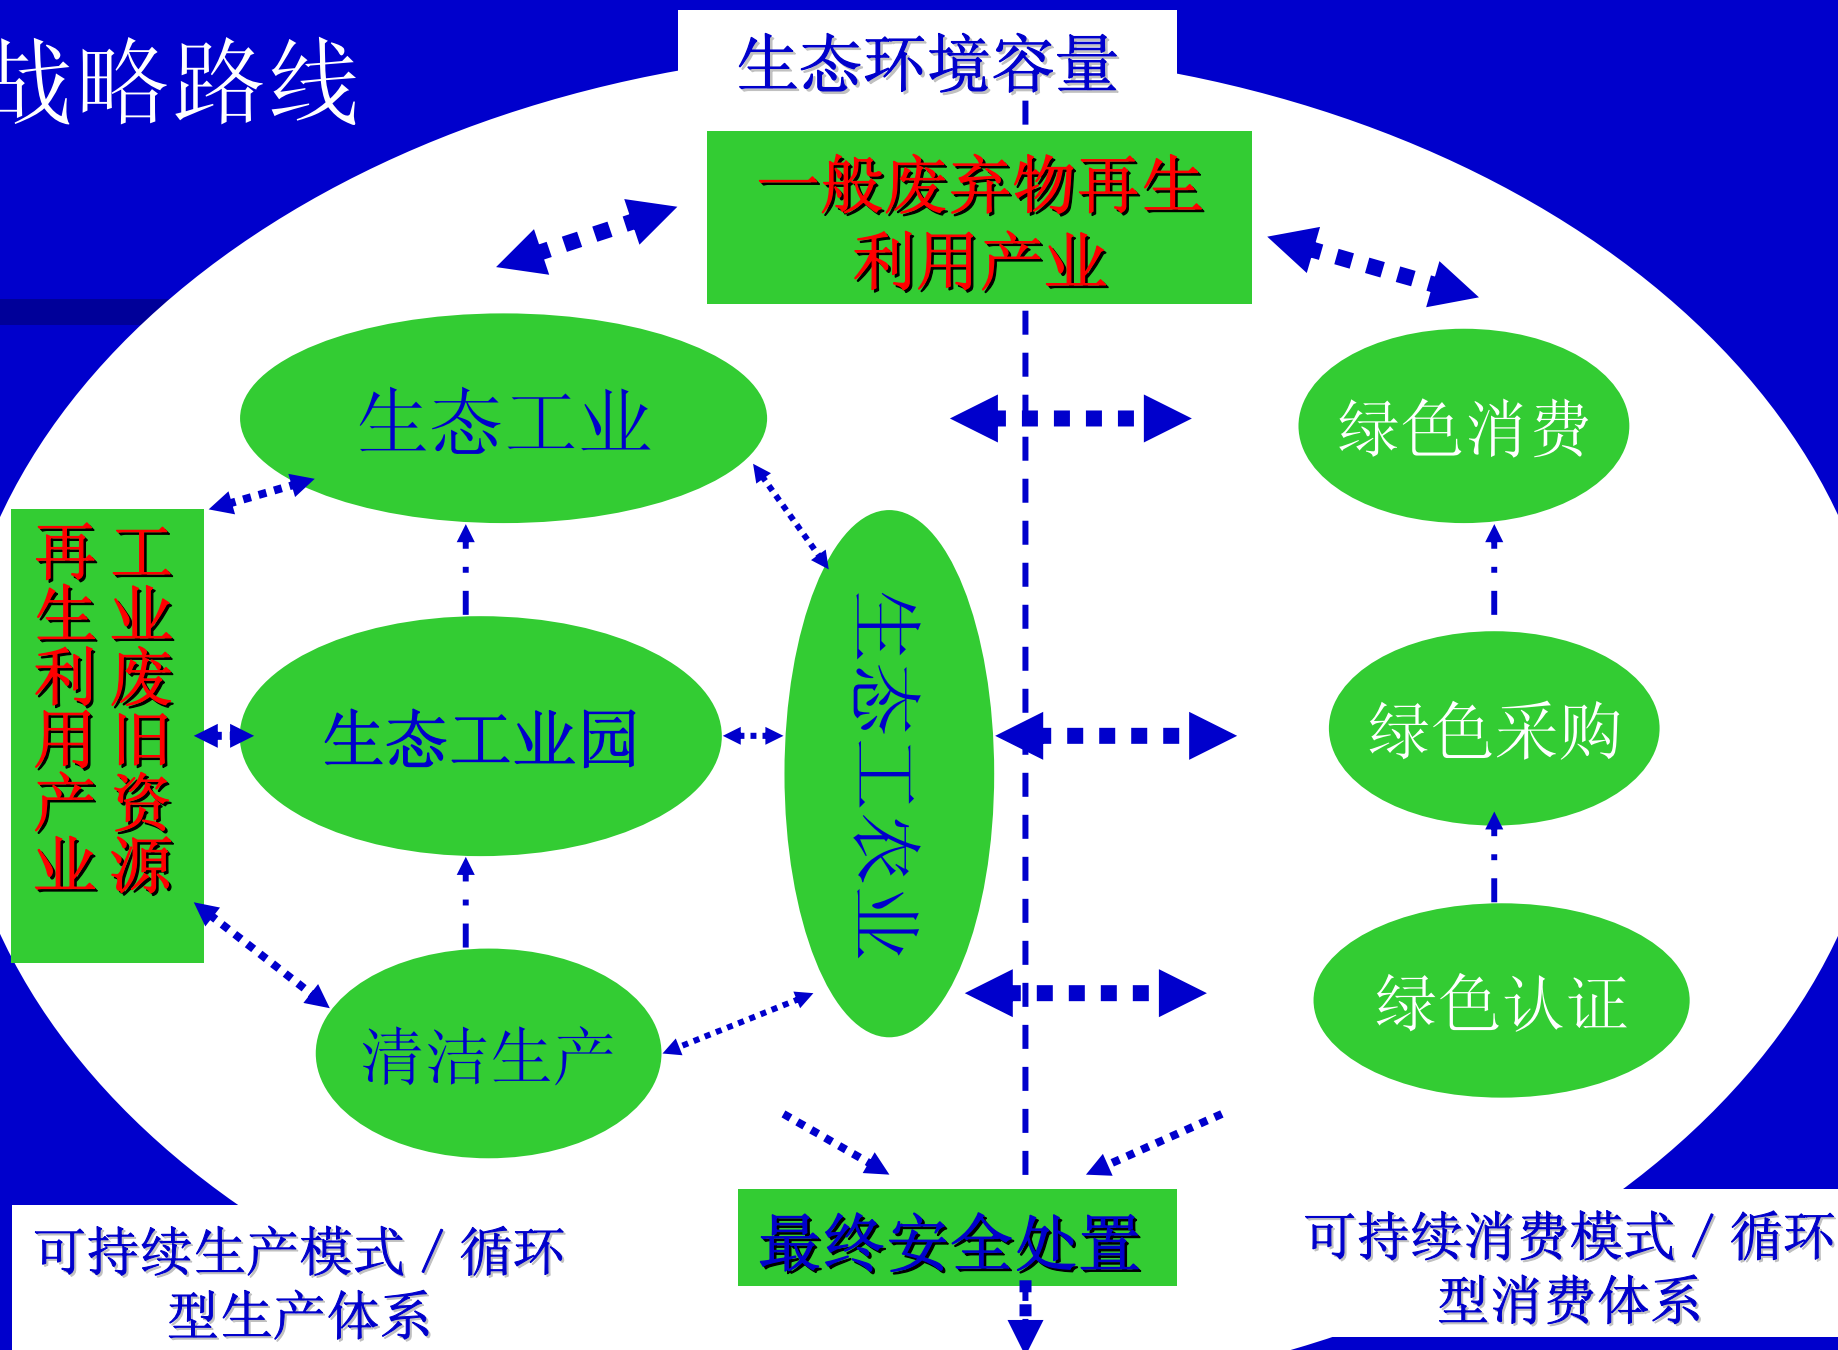 战略路线
生态环境容量
一般废弃物再生
利用产业
生态工业
绿色消费
工业废旧资源
再生利用产业
生态工业园
生态工农业
绿色采购
清洁生产
绿色认证
最终安全处置
可持续生产模式/循环
型生产体系
可持续消费模式/循环
型消费体系